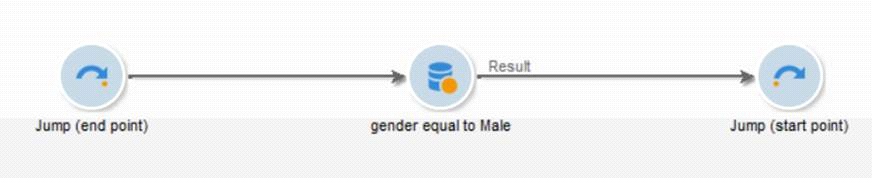 Result
Jump (end point)
gender equal to Male
Jump (start point)